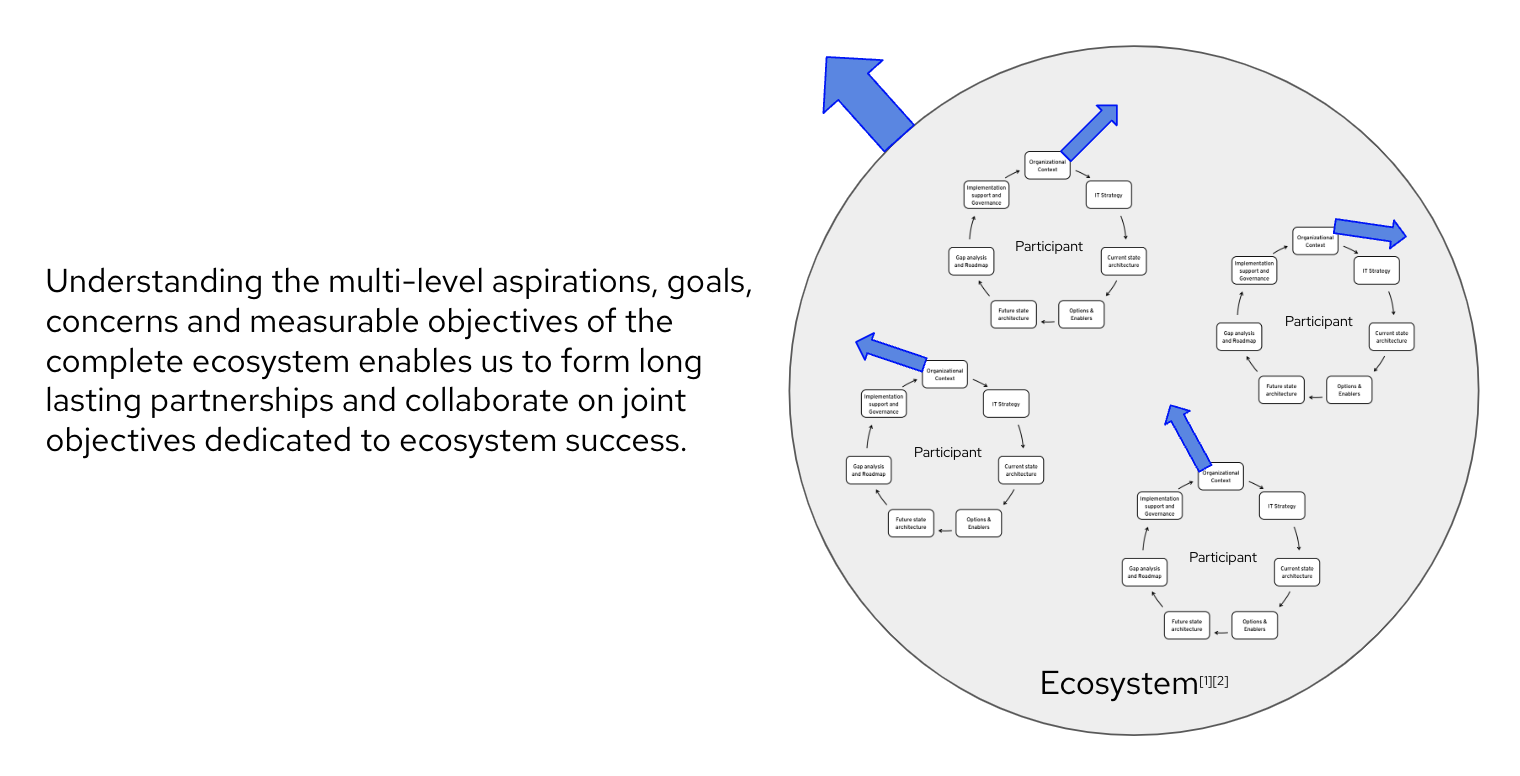 Understanding the multi-level aspirations, goals,
concerns and measurable objectives of the
complete ecosystem enables us to form long
lasting partnerships and collaborate on joint
objectives dedicated to ecosystem success.
Organizational
Context
IT Strategy
Current state
architecture
Options &
Enablers
Future state
architecture
Gap analysis
and Roadmap
Implementation
support and
Governance
Participant
Organizational
Context
IT Strategy
Current state
architecture
Options &
Enablers
Future state
architecture
Gap analysis
and Roadmap
Implementation
support and
Governance
Participant
Organizational
Context
IT Strategy
Current state
architecture
Options &
Enablers
Future state
architecture
Gap analysis
and Roadmap
Implementation
support and
Governance
Participant
Organizational
Context
IT Strategy
Current state
architecture
Options &
Enablers
Future state
architecture
Gap analysis
and Roadmap
Implementation
support and
Governance
Participant
Ecosystem[1][2]